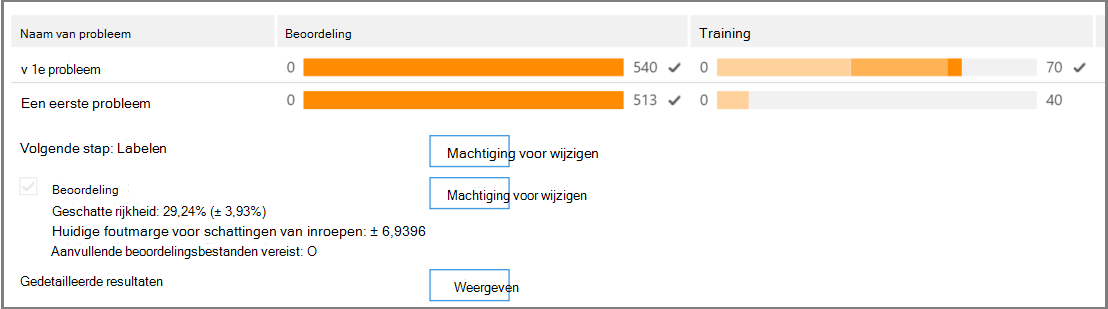 Naam van probleem Beoordeling Training
v 1e probleem 0 540 0 70
Een eerste probleem 0 513 0 40
Volgende stap: Labelen Machtiging voor wijzigen
Beoordeling Machtiging voor wijzigen
Geschatte rijkheid: 29,24% (± 3,93%)
Huidige foutmarge voor schattingen van inroepen: ± 6,9396
Aanvullende beoordelingsbestanden vereist: O
Gedetailleerde resultaten Weergeven